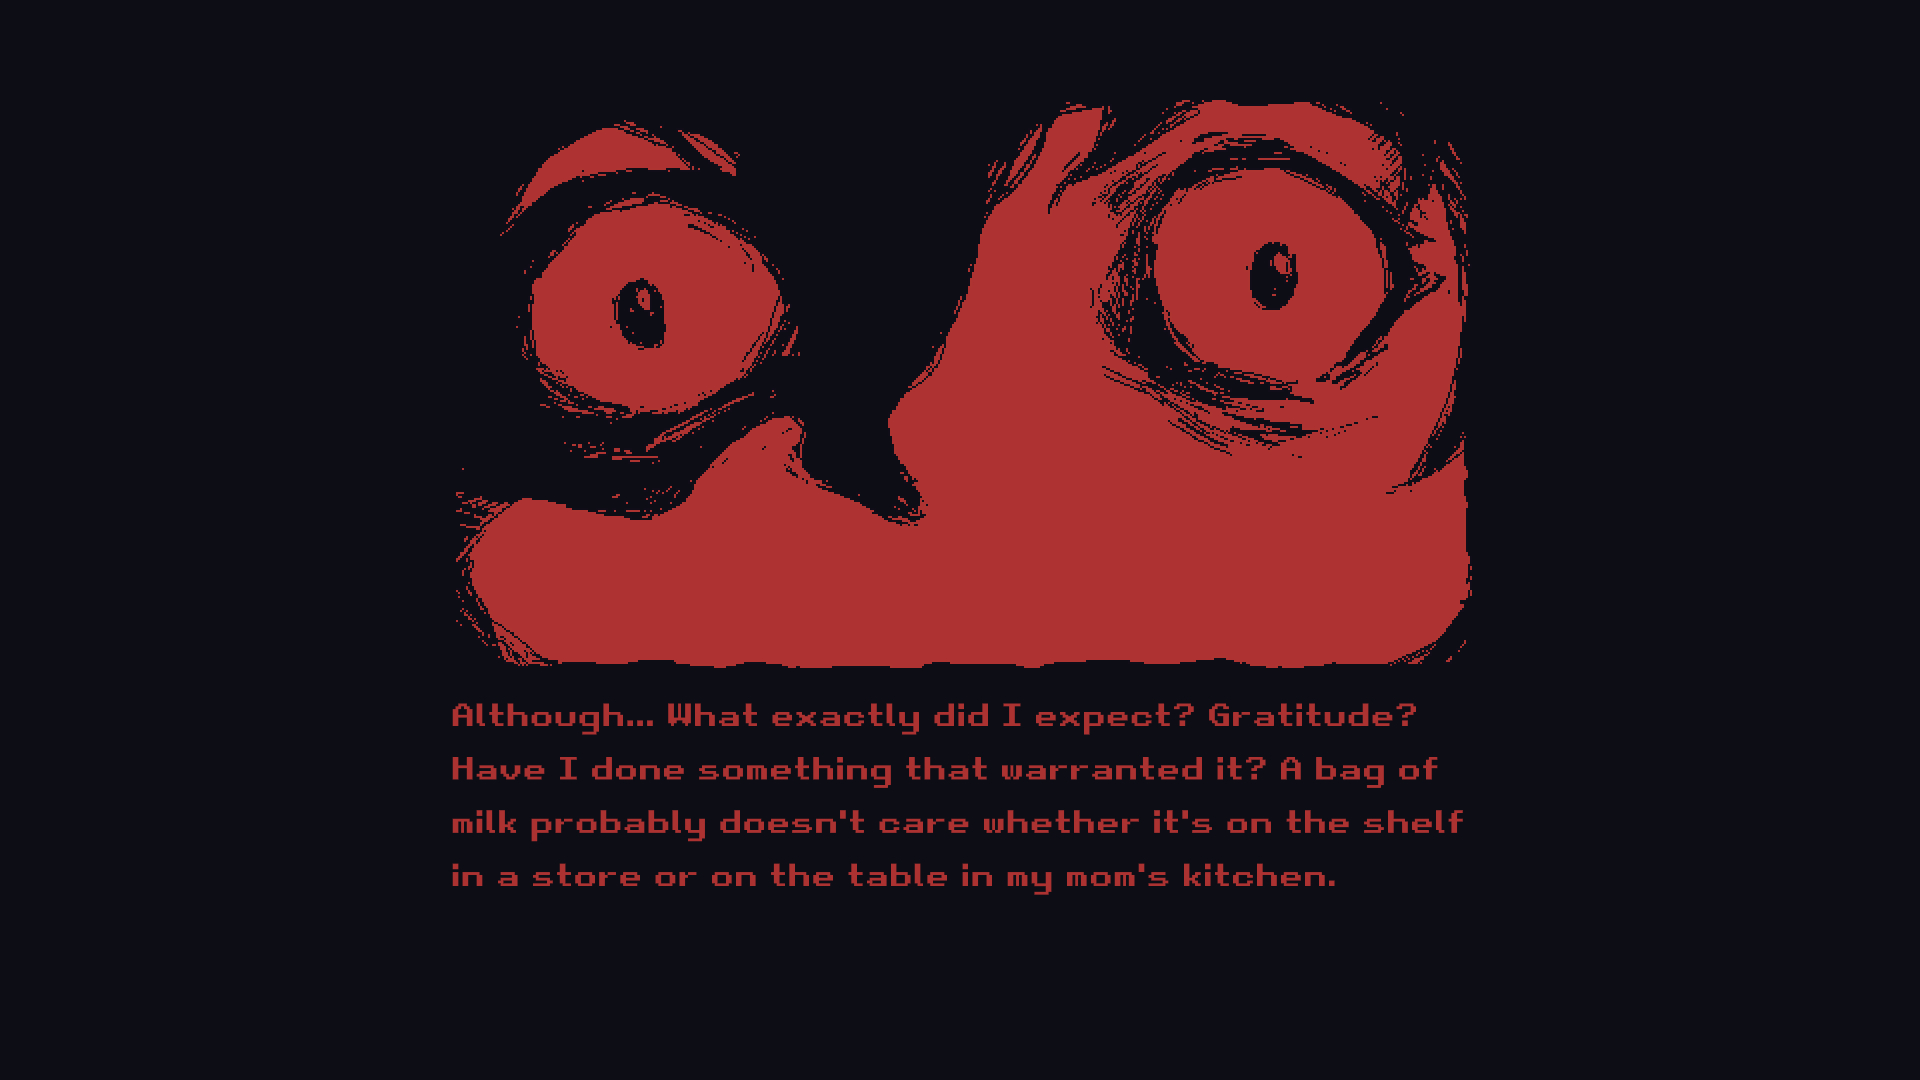 Although... What exactly did I expect? Gratitude?
Have I done something that warranted it? A bag of
milk probably doesn't care whether it's on the shelf
in a store or on the table in my mom's kitchen.